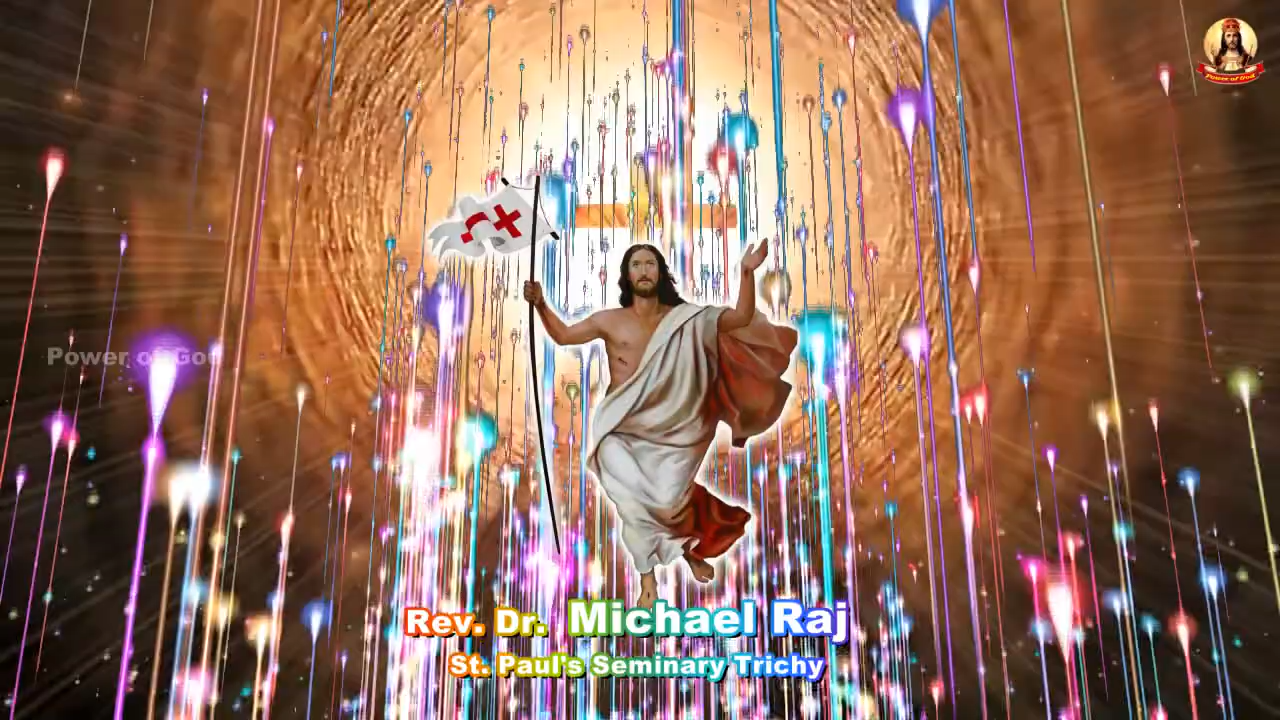 Power of God
Power of God
Rev. Dr. Michael Raj
St. Paul's Seminary Trichy